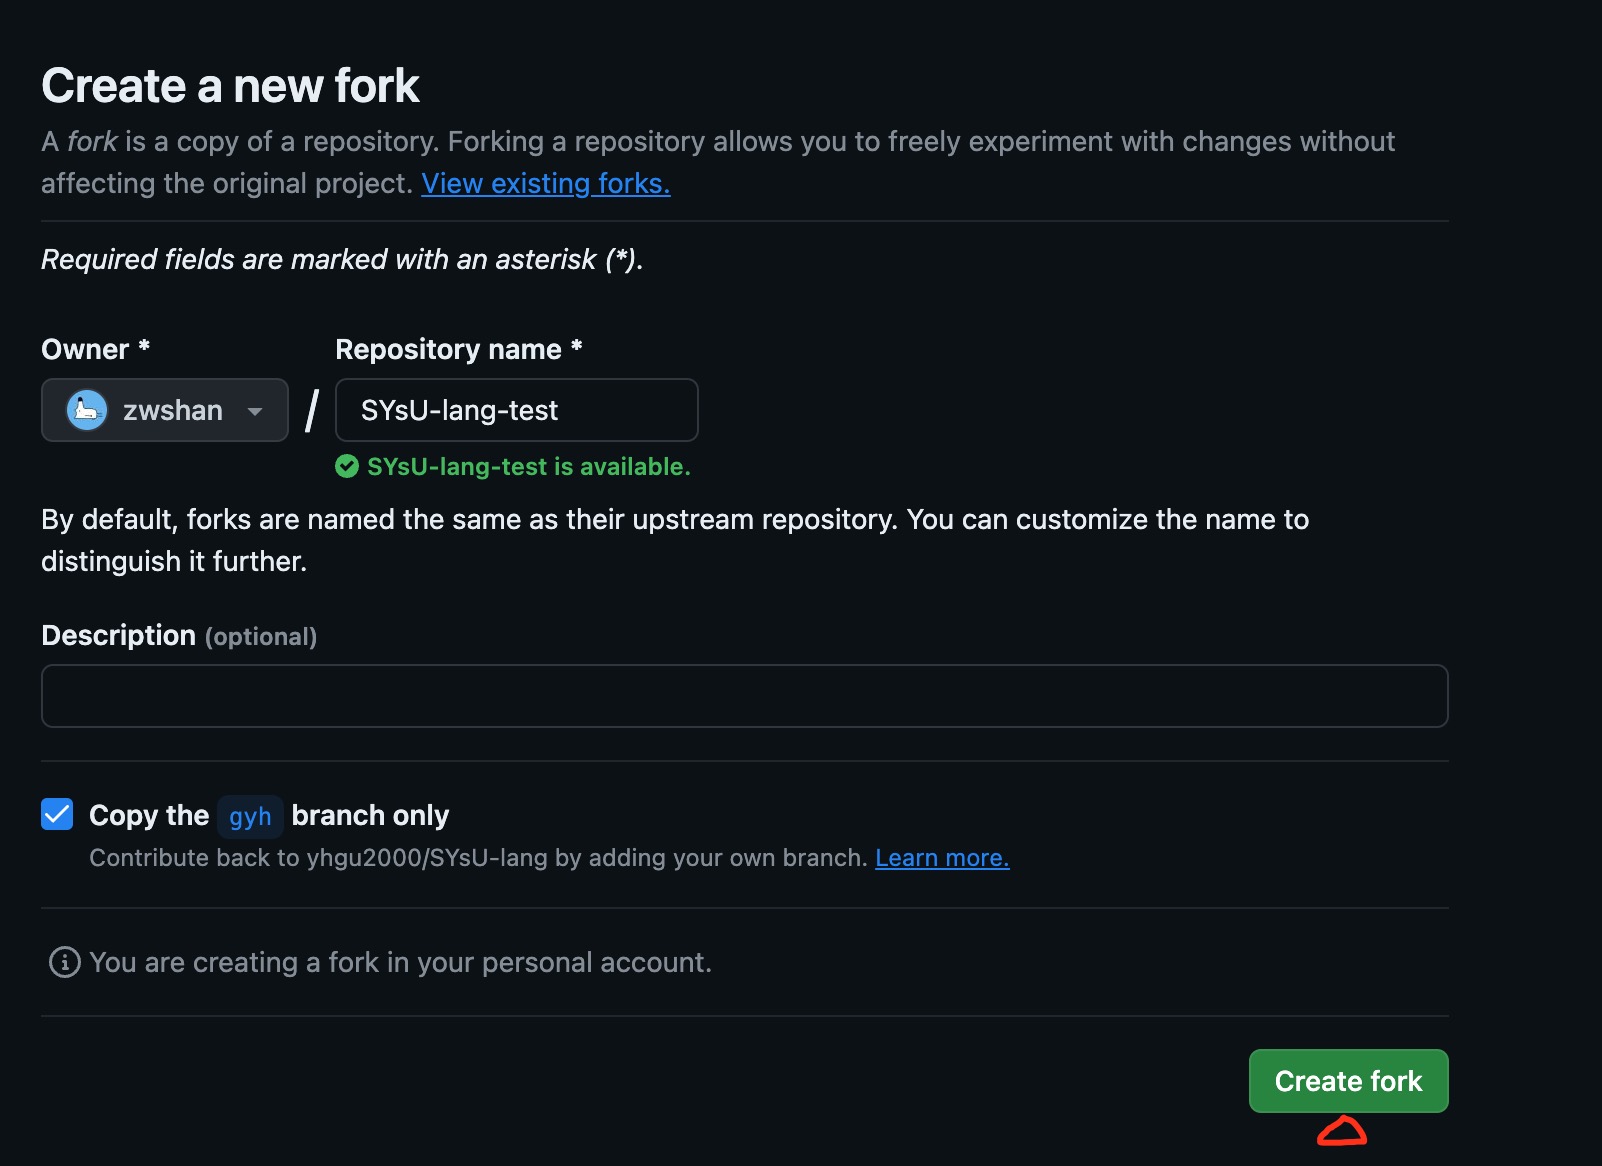 Create a new fork
A fork is a copy of a repository. Forking a repository allows you to freely experiment with changes without
affecting the original project. View existing forks.
Required fields are marked with an asterisk (*).
Owner * Repository name *
zwshan / SYsU-lang-test
SYsU-lang-test is available.
By default, forks are named the same as their upstream repository. You can customize the name to
distinguish it further.
Description (optional)
Copy the gyh branch only
Contribute back to yhgu2000/SYsU-lang by adding your own branch. Learn more.
You are creating a fork in your personal account.
Create fork